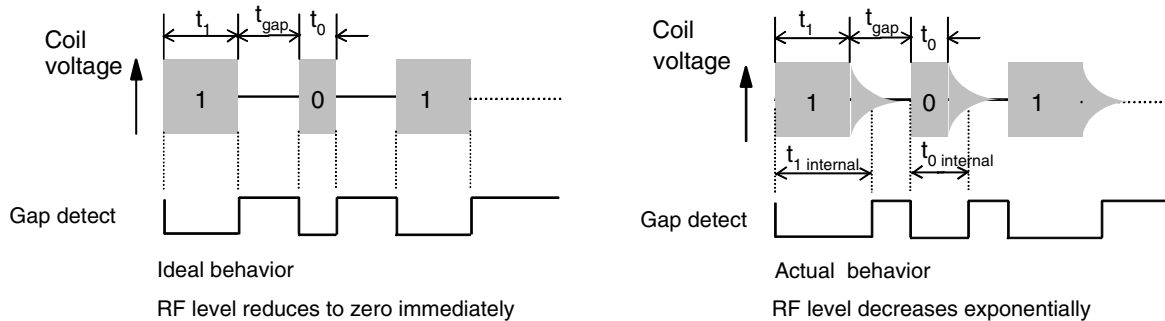 t1 tgap t0
Coil
voltage
1 0 1
Gap detect
Ideal behavior
RF level reduces to zero immediately
t1 tgap t0
Coil
voltage
1 0 1
t1 internal t0 internal
Gap detect
Actual behavior
RF level decreases exponentially